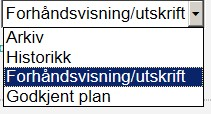 Forhåndsvisning/utskrift
Arkiv
Historikk
Forhåndsvisning/utskrift
Godkjent plan